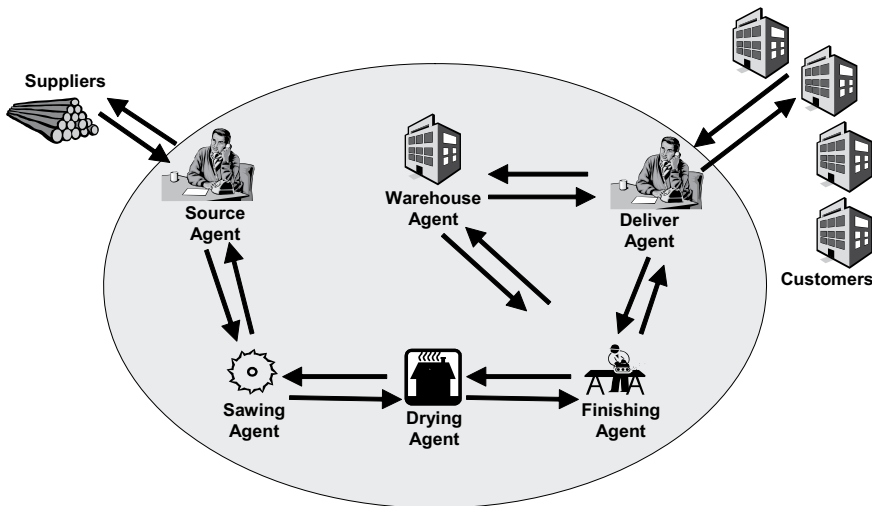 Suppliers
Source
Agent
Warehouse
Agent
Deliver
Agent
Customers
Sawing
Agent
Drying
Agent
Finishing
Agent